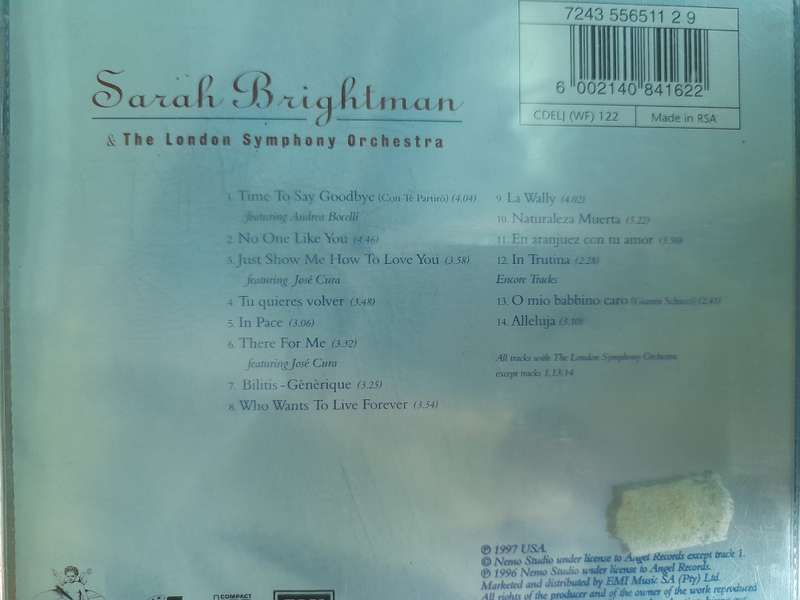 7243 556511 2 9
6 002140 841622
CDELJ (WF) 122
Made in RSA
Sarah Brightman
& The London Symphony Orchestra
1. Time To Say Goodbye (Con Te Partirò) (4.04)
featuring Andrea Bocelli
2. No One Like You (4.46)
3. Just Show Me How To Love You (3.58)
featuring José Cura
4. Tu quieres volver (3.48)
5. In Pace (3.06)
6. There For Me (3.32)
featuring José Cura
7. Bilitis - Gènèrique (3.25)
8. Who Wants To Live Forever (3.54)
9. La Wally (4.02)
10. Naturaleza Muerta (5.22)
11. En aranjuez con tu amor
12. In Trutina (2.28)
Encore Tracks
13. O mio babbino caro (Gianni Schicci)
14. Alleluja (3.10)
All tracks with The London Symphony Orchestra
except tracks 1,13,14
℗ 1997 USA.
© Nemo Studio under license to Angel Records except track 1.
℗ 1996 Nemo Studio under license to Angel Records.
Marketed and distributed by EMI Music SA (Pty) Ltd.
All rights of the producer and of the owner of the work reproduced
COMPACT